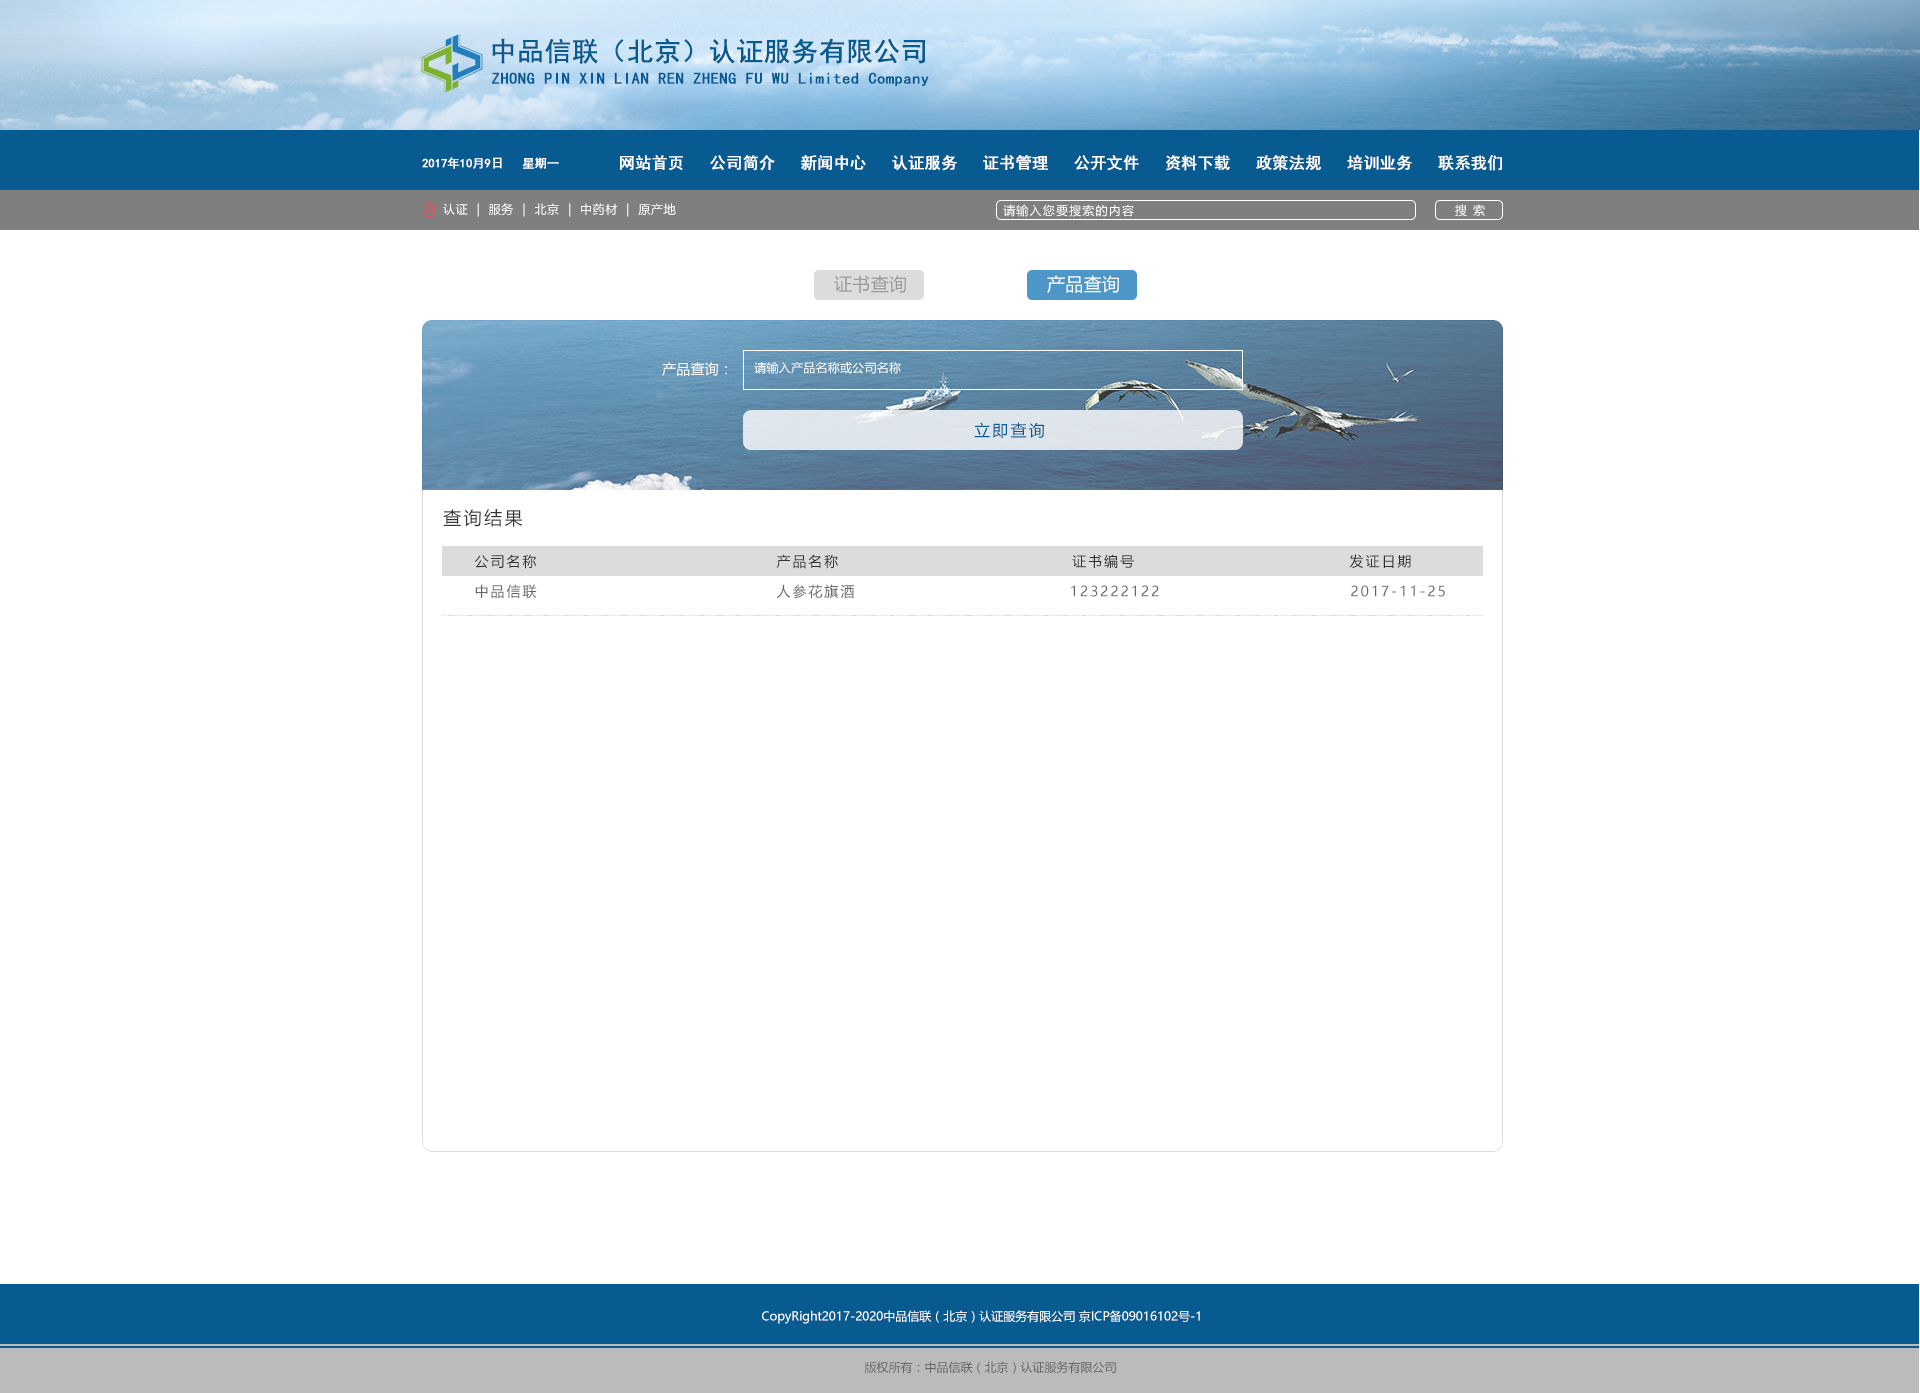 中品信联（北京）认证服务有限公司
ZHONG PIN XIN LIAN REN ZHENG FU WU Limited Company
2017年10月9日 星期一 网站首页 公司简介 新闻中心 认证服务 证书管理 公开文件 资料下载 政策法规 培训业务 联系我们
认证 | 服务 | 北京 | 中药材 | 原产地 请输入您要搜索的内容 搜 索
证书查询 产品查询
产品查询： 请输入产品名称或公司名称
立即查询
查询结果
公司名称 产品名称 证书编号 发证日期
中品信联 人参花旗酒 123222122 2017-11-25
CopyRight2017-2020中品信联（北京）认证服务有限公司 京ICP备09016102号-1
版权所有：中品信联（北京）认证服务有限公司